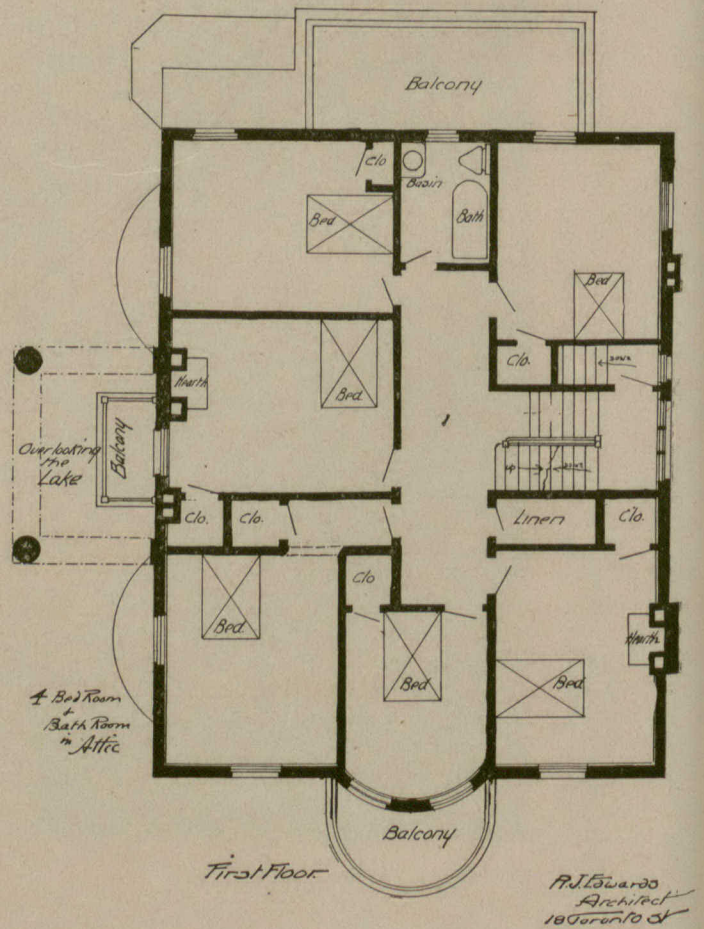 Balcony
Clo
Basin
Bath
Bed
Bed
Clo.
down
Hearth
Bed
Overlooking
the
Lake
Balcony
up
down
Clo.
Clo.
Linen
Clo.
Clo
Bed
Bed
Bed
Hearth
4 Bed Room
+
Bath Room
in Attic
Balcony
First Floor
R.J. Edwards
Architect
18 Toronto St